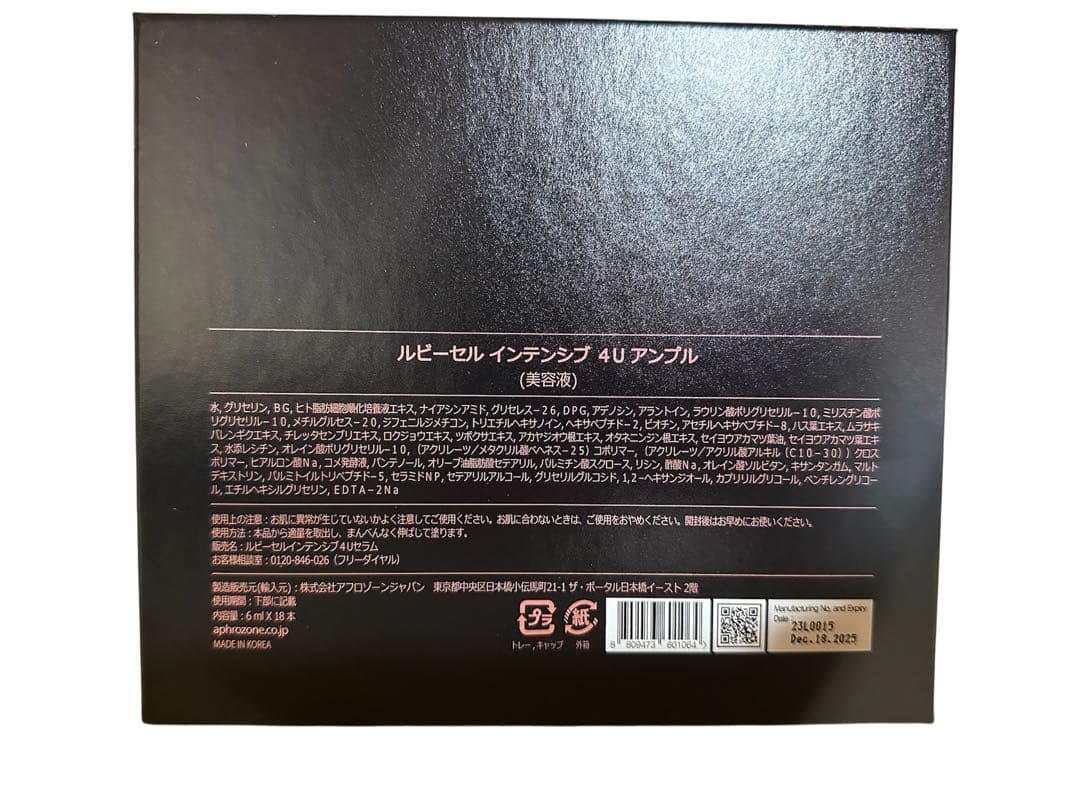 ルビーセル インテンシブ 4U アンプル
(美容液)
水, グリセリン, BG, ヒト脂肪細胞順化培養液エキス, ナイアシンアミド, グリセレス-26, DPG, アデノシン, アラントイン, ラウリン酸ポリグリセリル-10, ミリスチン酸ポ
リグリセリル-10, メチルグルセス-20, ジフェニルジメチコン, トリエチルヘキサノイン, ヘキサペプチド-2, ビオチン, アセチルヘキサペプチド-8, ハス葉エキス, ムラサキ
バレンギクエキス, チレッタセンブリエキス, ロクジョウエキス, ツボクサエキス, アカヤジオウ根エキス, オタネニンジン根エキス, セイヨウアカマツ葉油, セイヨウアカマツ葉エキ
ス, 水添レシチン, オレイン酸ポリグリセリル-10, (アクリレーツ/メタクリル酸ベヘネス-25) コポリマー, (アクリレーツ/アクリル酸アルキル (C10-30)) クロス
ポリマー, ヒアルロン酸Na, コメ発酵液, パンテノール, オリーブ油脂肪酸セテアリル, パルミチン酸スクロース, リシン, 酢酸Na, オレイン酸ソルビタン, キサンタンガム, マルト
デキストリン, パルミトイルトリペプチド-5, セラミドNP, セテアリルアルコール, グリセリルグルコシド, 1,2-ヘキサンジオール, カプリリルグリコール, ペンチレングリコー
ル, エチルヘキシルグリセリン, EDTA-2Na
使用上の注意 : お肌に異常が生じていないかよく注意してご使用ください。お肌に合わないときは、ご使用をおやめください。開封後はお早めにお使いください。
使用方法 : 本品から適量を取出し、まんべんなく伸ばして塗ります。
販売名 : ルビーセルインテンシブ4Uセラム
お客様相談室 : 0120-846-026 (フリーダイヤル)
製造販売元(輸入元) : 株式会社アフロゾーンジャパン 東京都中央区日本橋小伝馬町21-1 ザ・ポータル日本橋イースト 2階
使用期間 : 下部に記載
内容量 : 6 ml X 18 本
aphrozone.co.jp
MADE IN KOREA
プラ
トレー, キャップ
紙
外箱
8 809473 601064
Manufacturing No. and Expiry
Date :
23L0015
Dec.18.2025